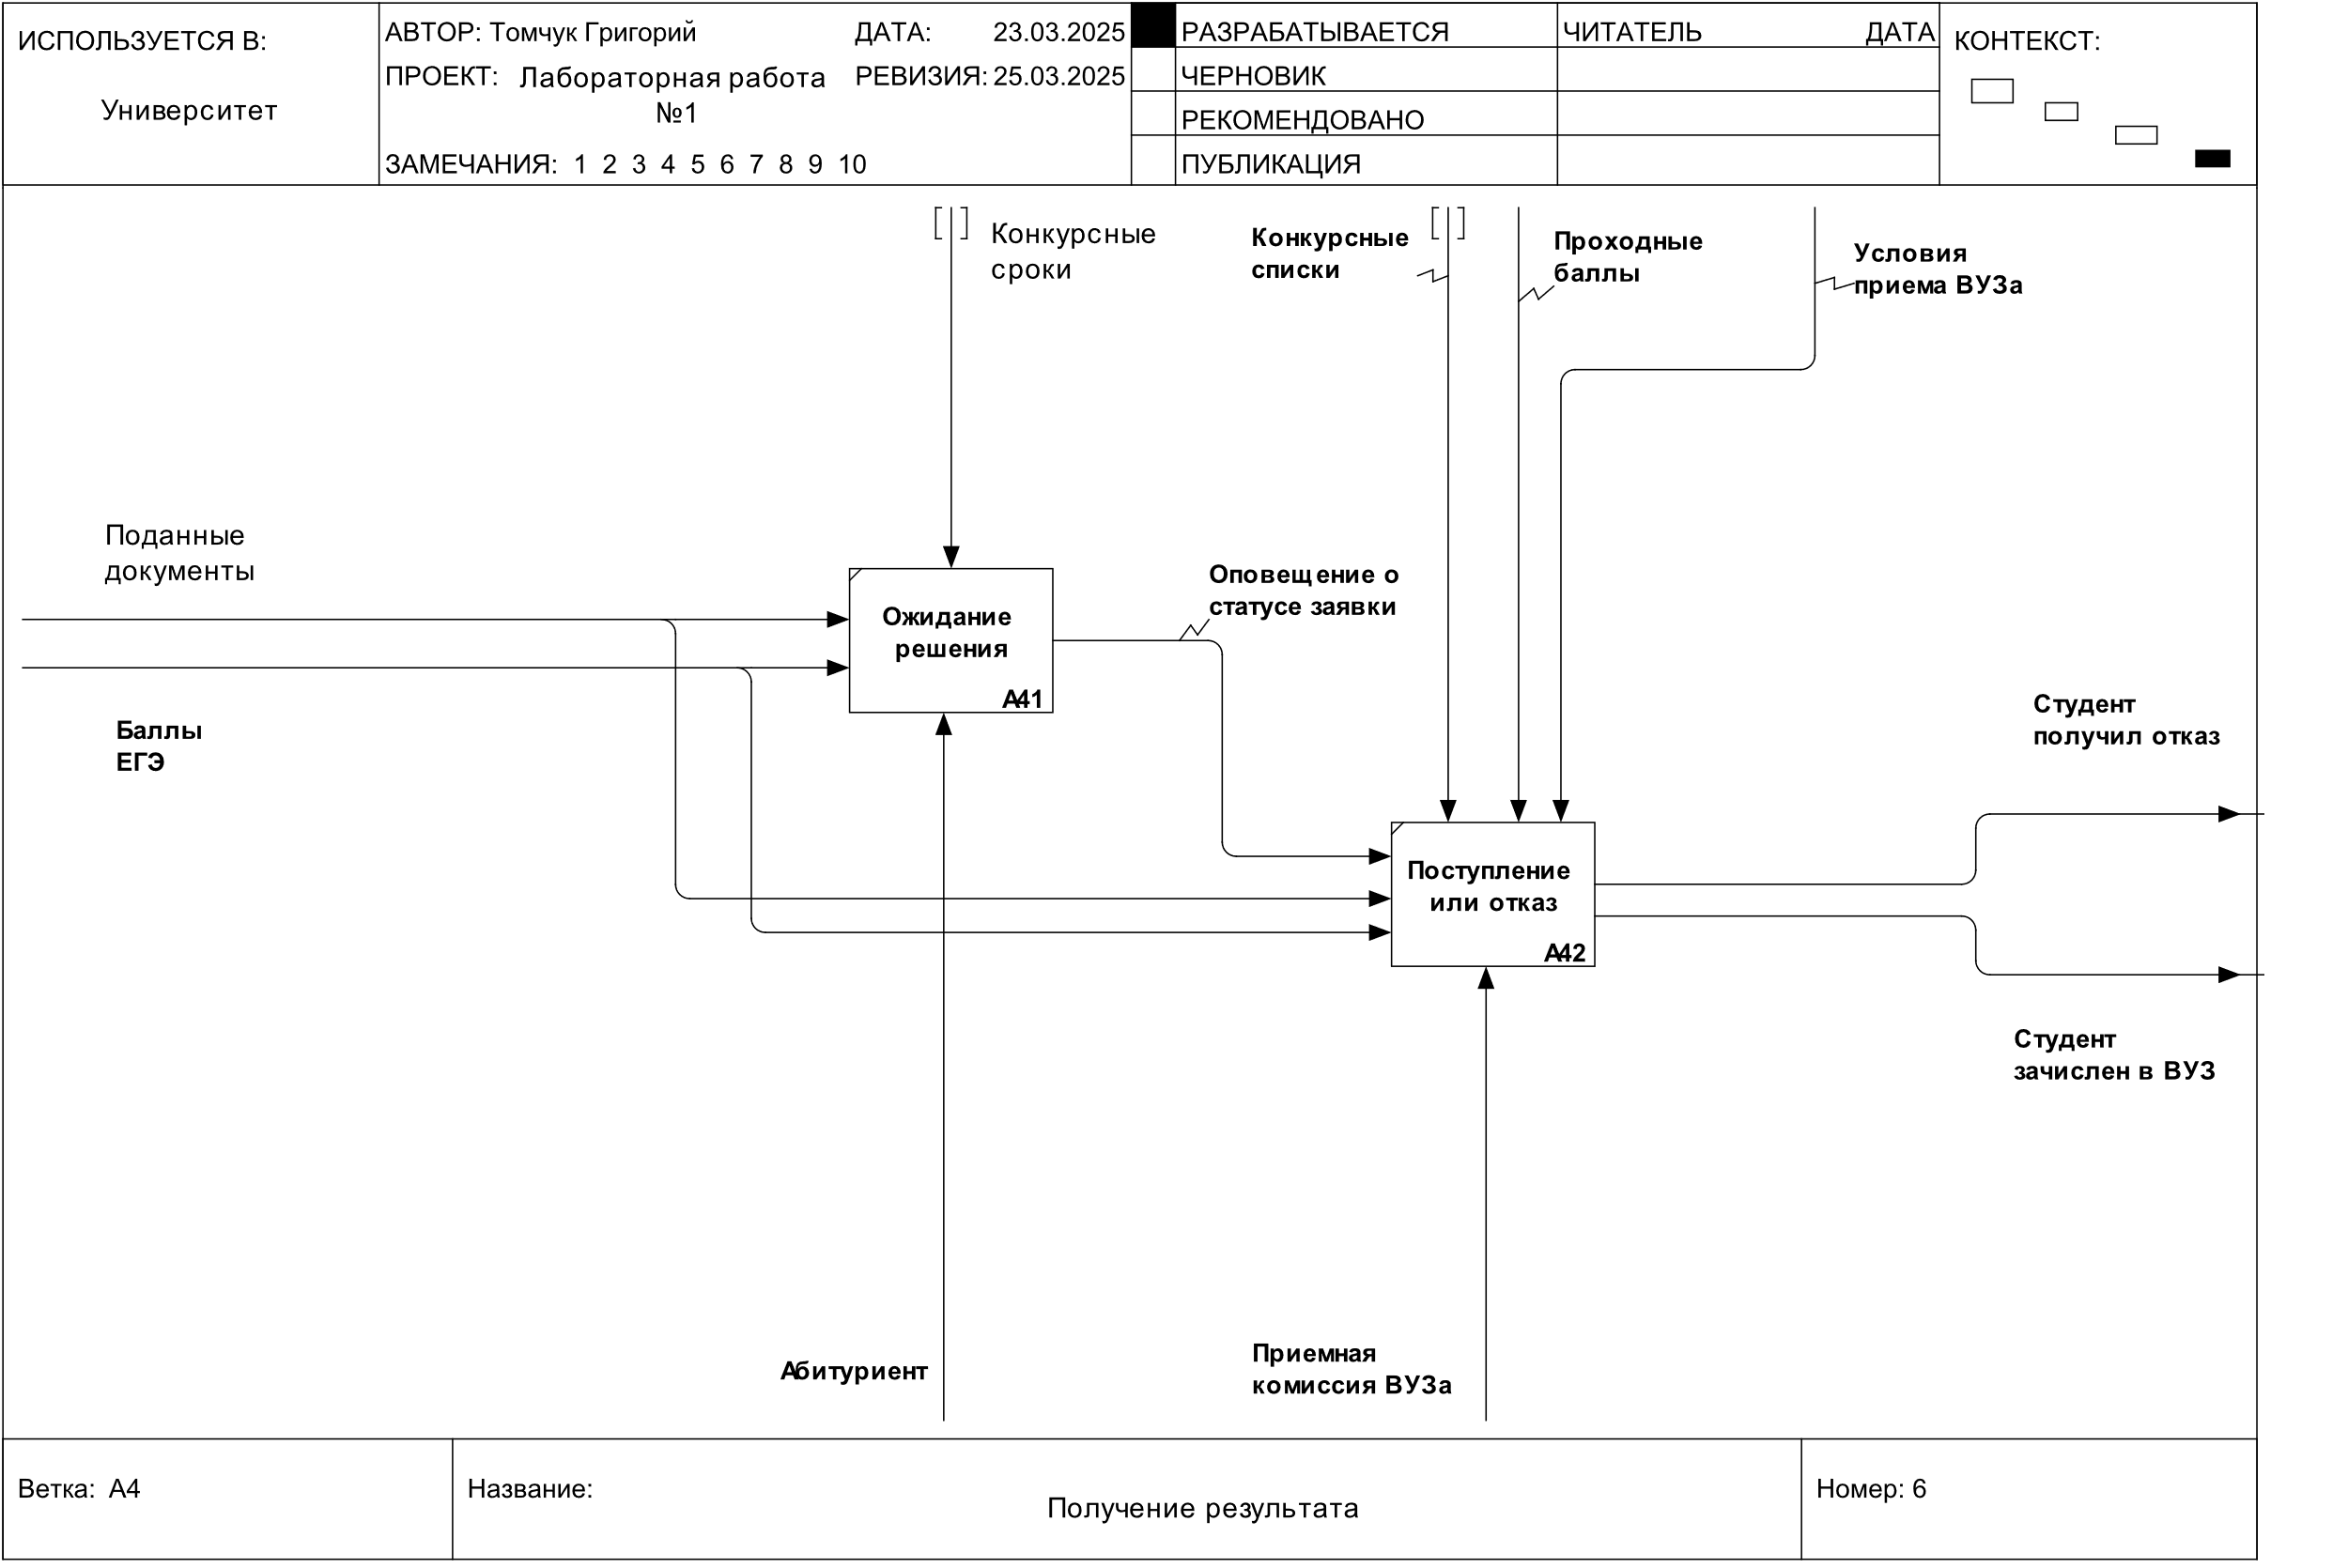 ИСПОЛЬЗУЕТСЯ В:
Университет
АВТОР: Томчук Григорий
ДАТА: 23.03.2025
ПРОЕКТ: Лабораторная работа
№1
РЕВИЗИЯ: 25.03.2025
ЗАМЕЧАНИЯ: 1 2 3 4 5 6 7 8 9 10
РАЗРАБАТЫВАЕТСЯ
ЧЕРНОВИК
РЕКОМЕНДОВАНО
ПУБЛИКАЦИЯ
ЧИТАТЕЛЬ ДАТА
КОНТЕКСТ:
Конкурсные
сроки
Конкурсные
списки
Проходные
баллы
Условия
приема ВУЗа
Поданные
документы
Баллы
ЕГЭ
Ожидание
решения
A41
Оповещение о
статусе заявки
Поступление
или отказ
A42
Студент
получил отказ
Студент
зачислен в ВУЗ
Абитуриент
Приемная
комиссия ВУЗа
Ветка: A4
Название:
Получение результата
Номер: 6